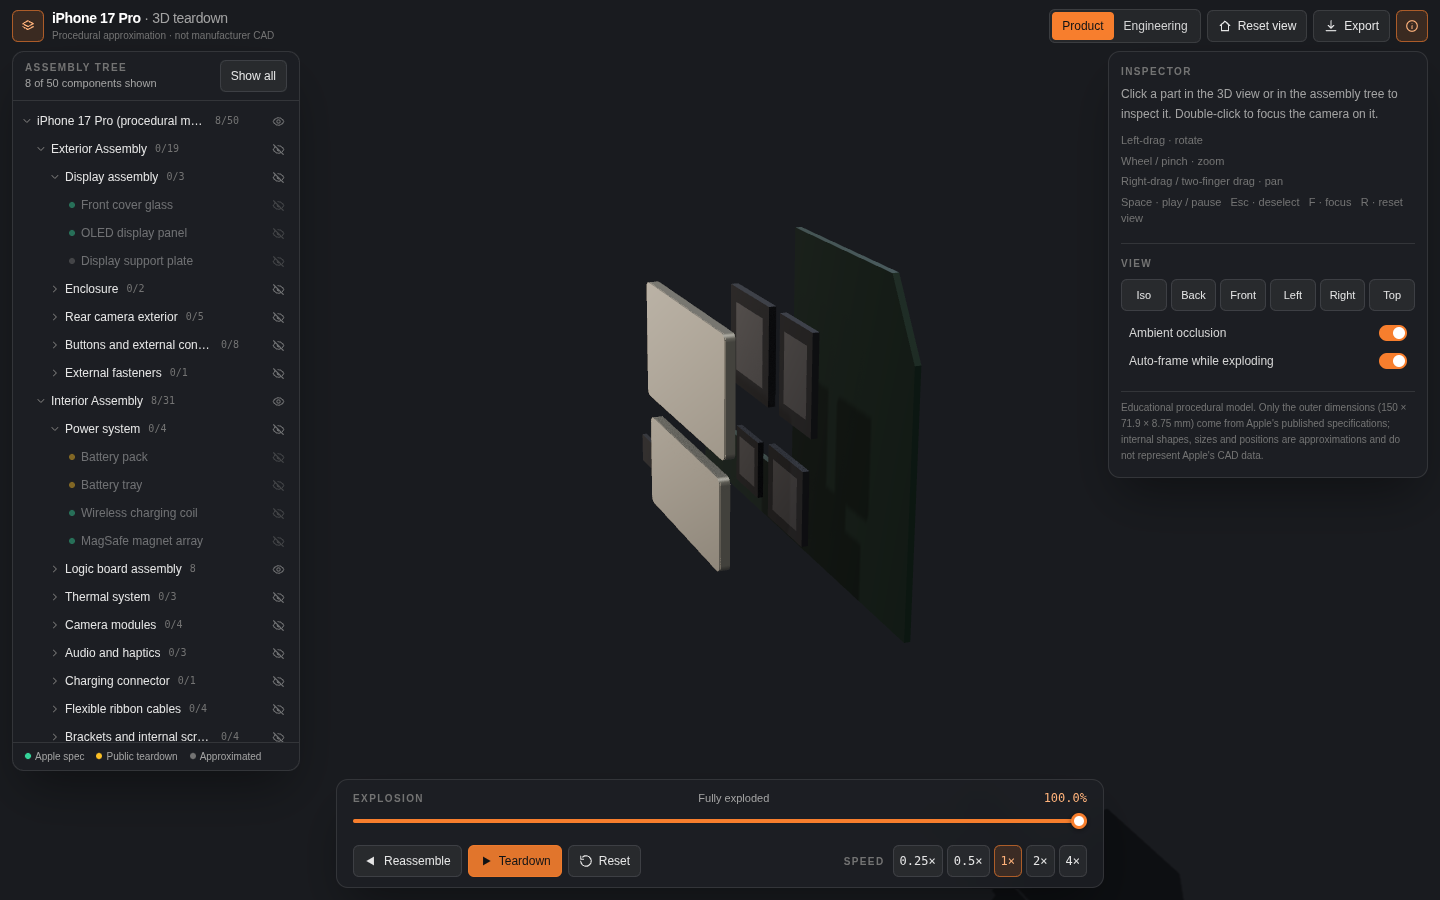 iPhone 17 Pro · 3D teardown
Procedural approximation · not manufacturer CAD
Product
Engineering
Reset view
Export
ASSEMBLY TREE
8 of 50 components shown
Show all
iPhone 17 Pro (procedural m… 8/50
Exterior Assembly 0/19
Display assembly 0/3
Front cover glass
OLED display panel
Display support plate
Enclosure 0/2
Rear camera exterior 0/5
Buttons and external con… 0/8
External fasteners 0/1
Interior Assembly 8/31
Power system 0/4
Battery pack
Battery tray
Wireless charging coil
MagSafe magnet array
Logic board assembly 8
Thermal system 0/3
Camera modules 0/4
Audio and haptics 0/3
Charging connector 0/1
Flexible ribbon cables 0/4
Brackets and internal scr… 0/4
Apple spec Public teardown Approximated
INSPECTOR
Click a part in the 3D view or in the assembly tree to
inspect it. Double-click to focus the camera on it.
Left-drag · rotate
Wheel / pinch · zoom
Right-drag / two-finger drag · pan
Space · play / pause Esc · deselect F · focus R · reset
view
VIEW
Iso Back Front Left Right Top
Ambient occlusion
Auto-frame while exploding
Educational procedural model. Only the outer dimensions (150 ×
71.9 × 8.75 mm) come from Apple's published specifications;
internal shapes, sizes and positions are approximations and do
not represent Apple's CAD data.
EXPLOSION Fully exploded 100.0%
Reassemble Teardown Reset SPEED 0.25× 0.5× 1× 2× 4×